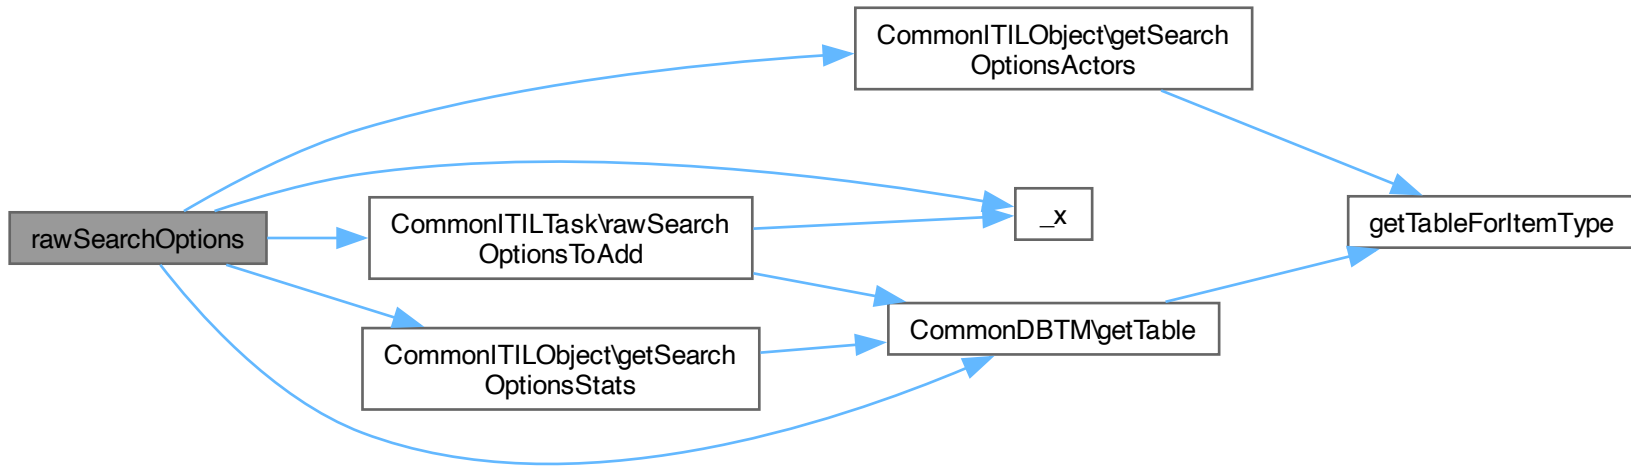 CommonITILObject\getSearch
OptionsActors
rawSearchOptions
CommonITILTask\rawSearch
OptionsToAdd
_x
getTableForItemType
CommonITILObject\getSearch
OptionsStats
CommonDBTM\getTable